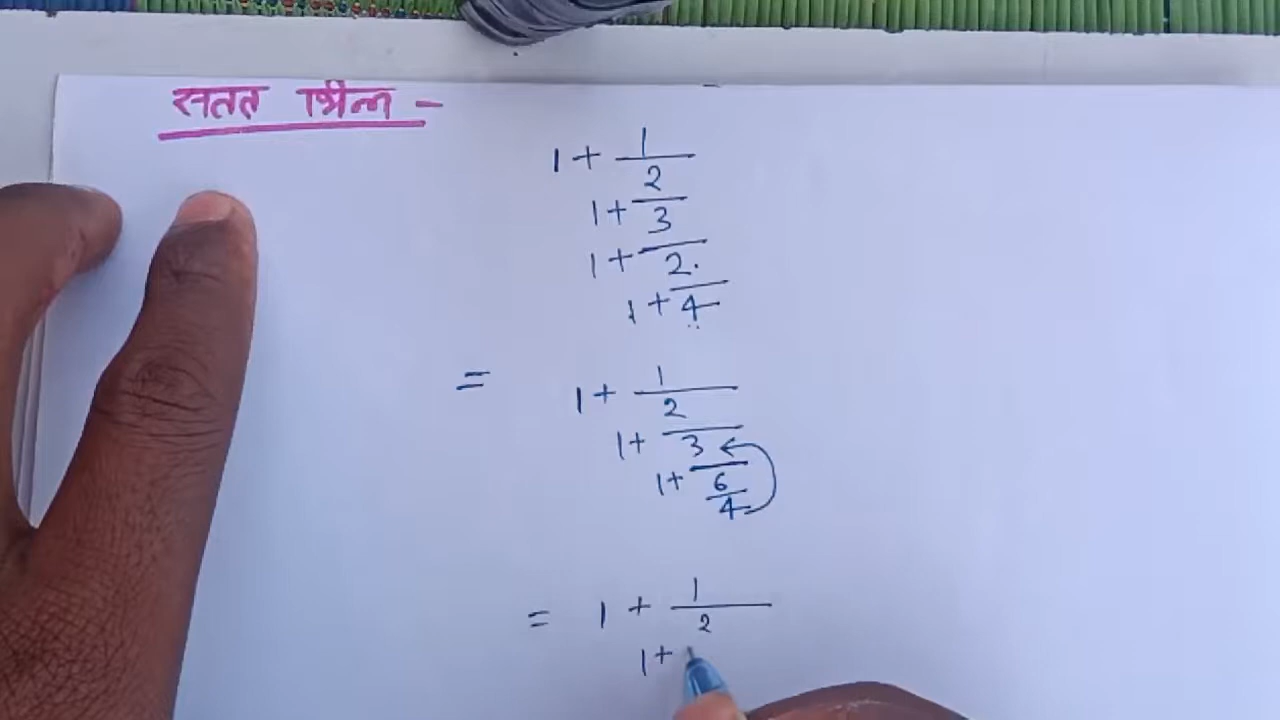 सतत भिन्न -
1 + 1
2
1 + 3
1 + 2.
1 + 4
= 1 + 1
2
1 + 3
1 + 6
4
= 1 + 1
2
1 +